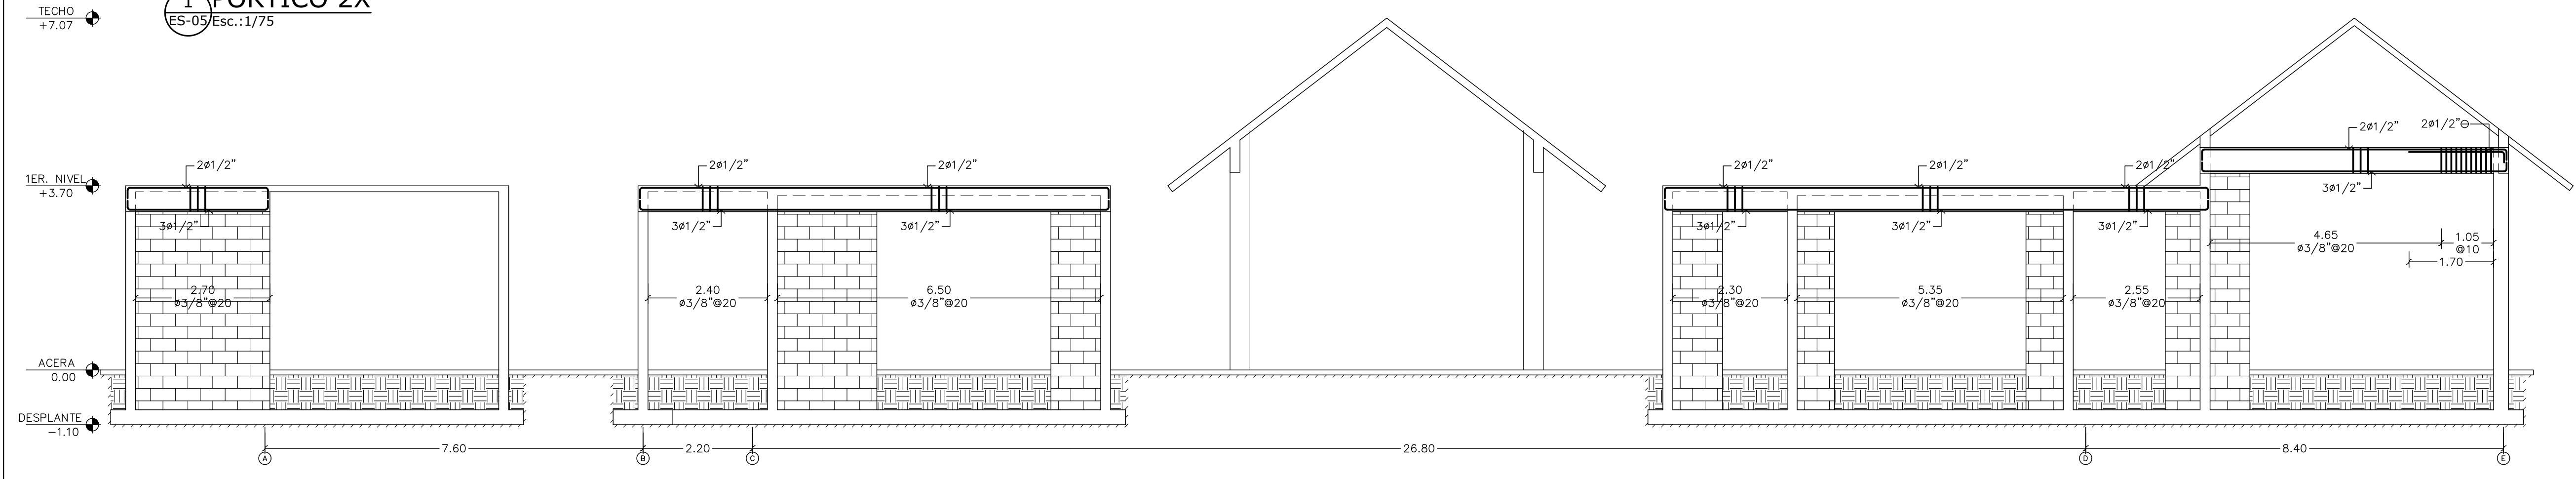 TECHO
+7.07
1
PORTICO 2X
ES-05
Esc.:1/75
2ø1/2"
2ø1/2"⊖
1ER. NIVEL
+3.70
2ø1/2"
2ø1/2"
2ø1/2"
2ø1/2"
2ø1/2"
2ø1/2"
3ø1/2"
3ø1/2"
3ø1/2"
3ø1/2"
3ø1/2"
3ø1/2"
3ø1/2"
4.65
ø3/8"@20
1.05
@10
1.70
2.70
ø3/8"@20
2.40
ø3/8"@20
6.50
ø3/8"@20
2.30
ø3/8"@20
5.35
ø3/8"@20
2.55
ø3/8"@20
ACERA
0.00
DESPLANTE
-1.10
7.60
2.20
26.80
8.40
A
B
C
D
E